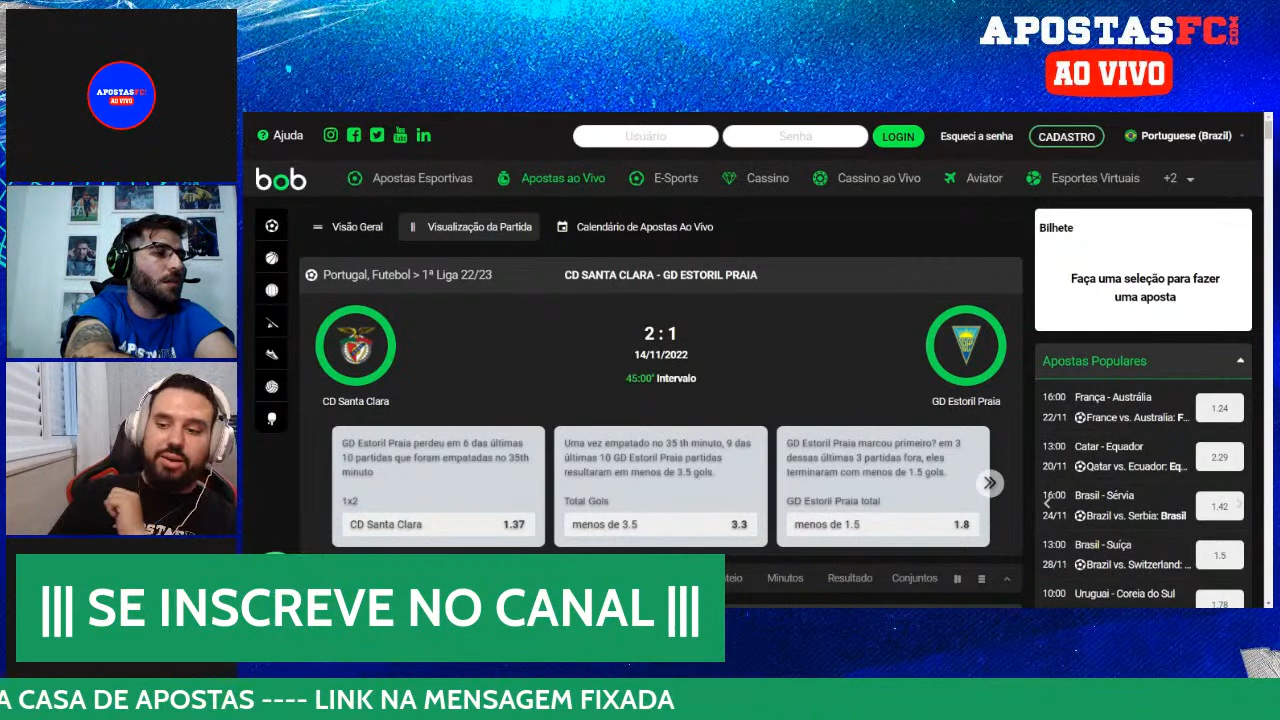 APOSTASFC.COM
AO VIVO
APOSTASFC!
AO VIVO
Ajuda
Usuário
Senha
LOGIN
Esqueci a senha
CADASTRO
Portuguese (Brazil)
bob
Apostas Esportivas
Apostas ao Vivo
E-Sports
Cassino
Cassino ao Vivo
Aviator
Esportes Virtuais
+2
Visão Geral
Visualização da Partida
Calendário de Apostas Ao Vivo
Portugal, Futebol > 1ª Liga 22/23
CD SANTA CLARA - GD ESTORIL PRAIA
2 : 1
14/11/2022
45:00' Intervalo
CD Santa Clara
GD Estoril Praia
GD Estoril Praia perdeu em 6 das últimas
10 partidas que foram empatadas no 35th
minuto
1x2
CD Santa Clara 1.37
Uma vez empatado no 35 th minuto, 9 das
últimas 10 GD Estoril Praia partidas
resultaram em menos de 3.5 gols.
Total Gols
menos de 3.5 3.3
GD Estoril Praia marcou primeiro? em 3
dessas últimas 3 partidas fora, eles
terminaram com menos de 1.5 gols.
GD Estoril Praia total
menos de 1.5 1.8
Minutos
Resultado
Conjuntos
Bilhete
Faça uma seleção para fazer
uma aposta
Apostas Populares
16:00 França - Austrália
22/11 France vs. Australia: F...
1.24
13:00 Catar - Equador
20/11 Qatar vs. Ecuador: Eq...
2.29
16:00 Brasil - Sérvia
24/11 Brazil vs. Serbia: Brasil
1.42
13:00 Brasil - Suíça
28/11 Brazil vs. Switzerland: ...
1.5
10:00 Uruguai - Coreia do Sul
1.78
||| SE INSCREVE NO CANAL |||
A CASA DE APOSTAS ---- LINK NA MENSAGEM FIXADA